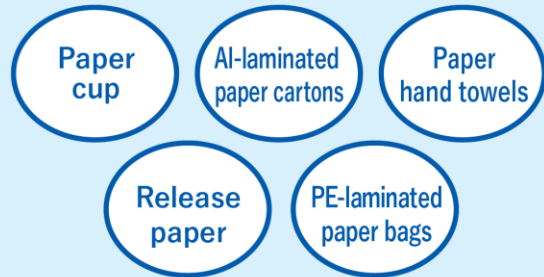 Paper
cup
Al-laminated
paper cartons
Paper
hand towels
Release
paper
PE-laminated
paper bags